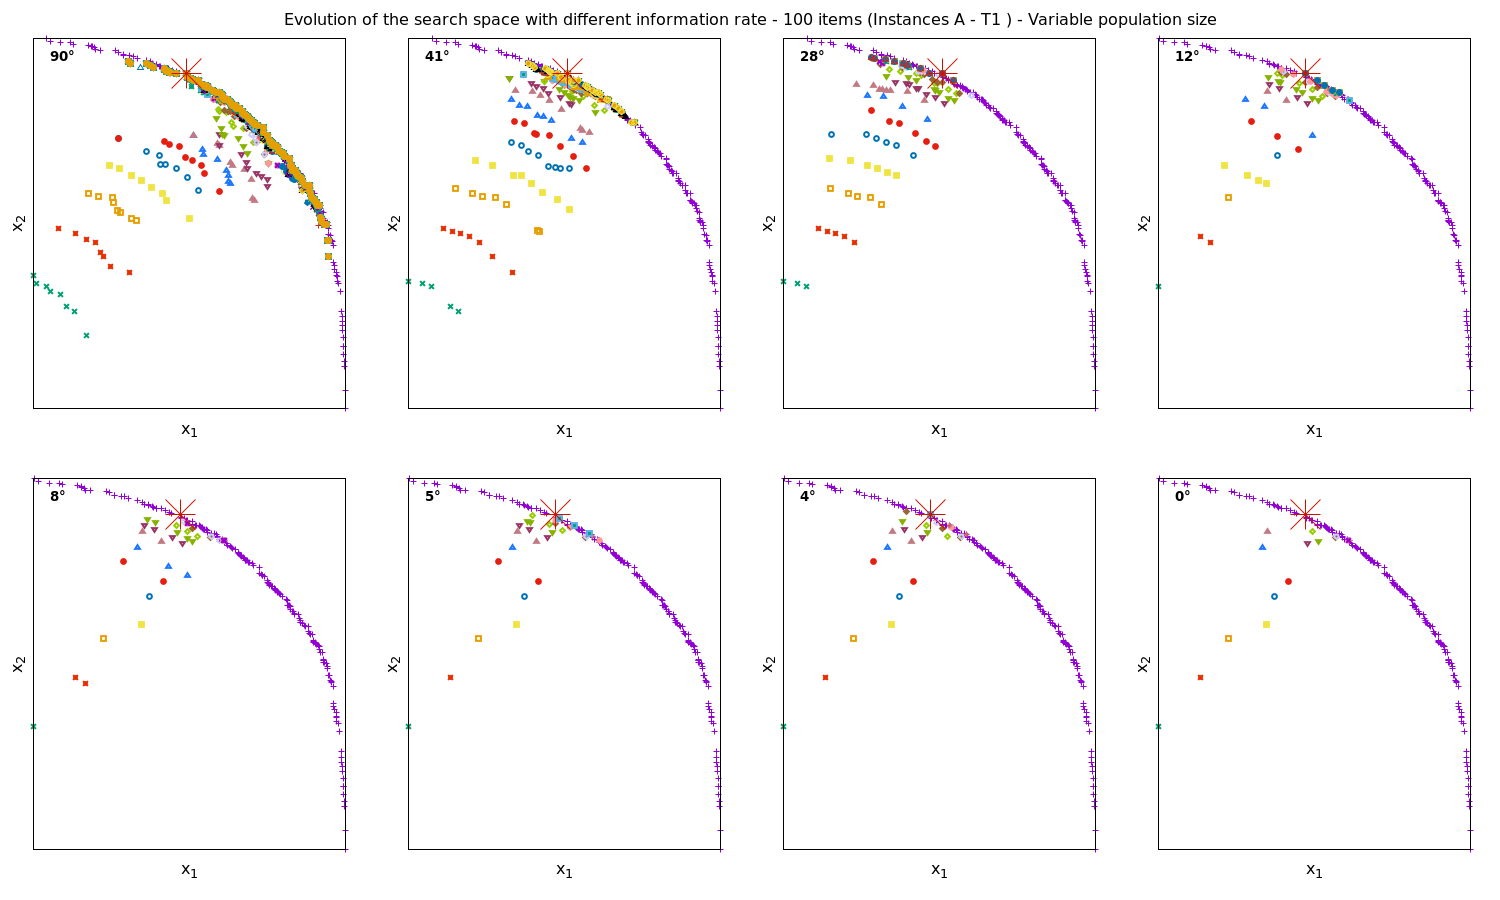 Evolution of the search space with different information rate - 100 items (Instances A - T1 ) - Variable population size
90°
41°
28°
12°
x2
x2
x2
x2
x1
x1
x1
x1
8°
5°
4°
0°
x2
x2
x2
x2
x1
x1
x1
x1